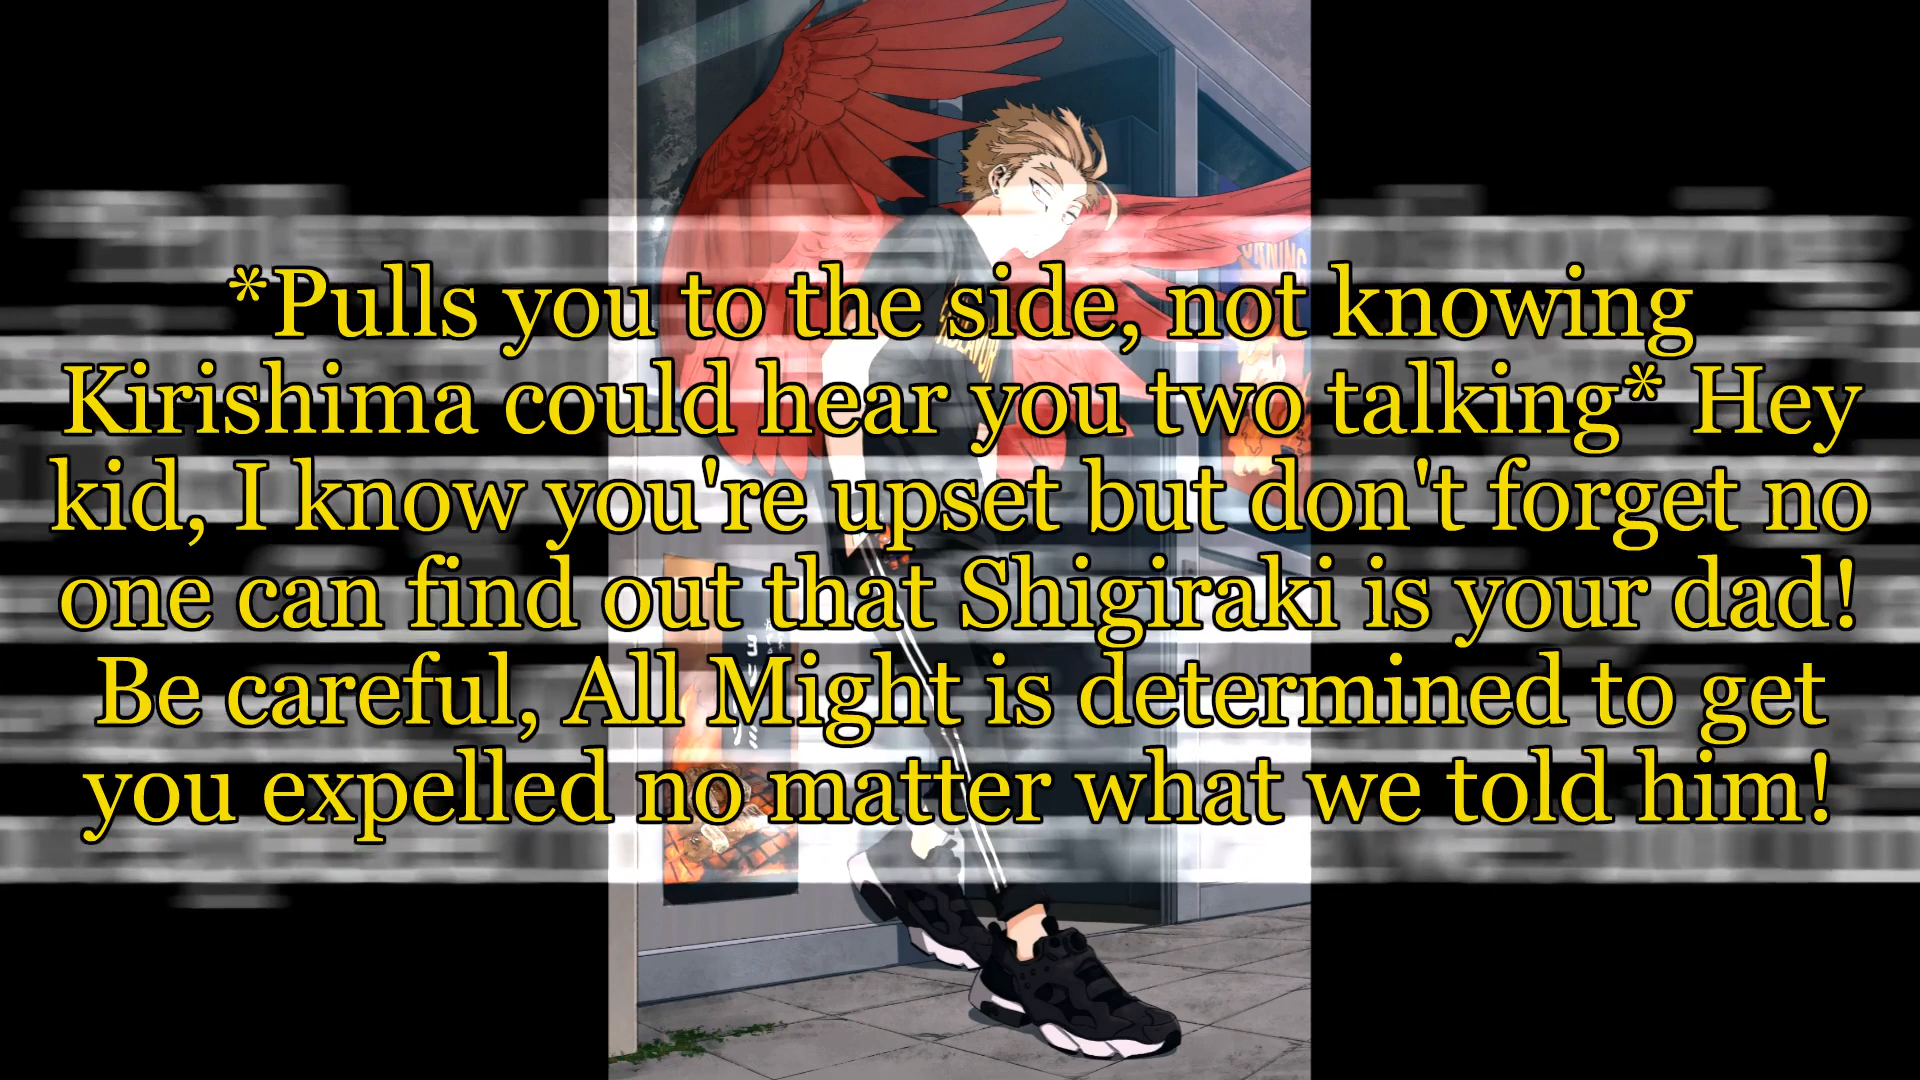 *Pulls you to the side, not knowing
Kirishima could hear you two talking* Hey
kid, I know you're upset but don't forget no
one can find out that Shigiraki is your dad!
Be careful, All Might is determined to get
you expelled no matter what we told him!